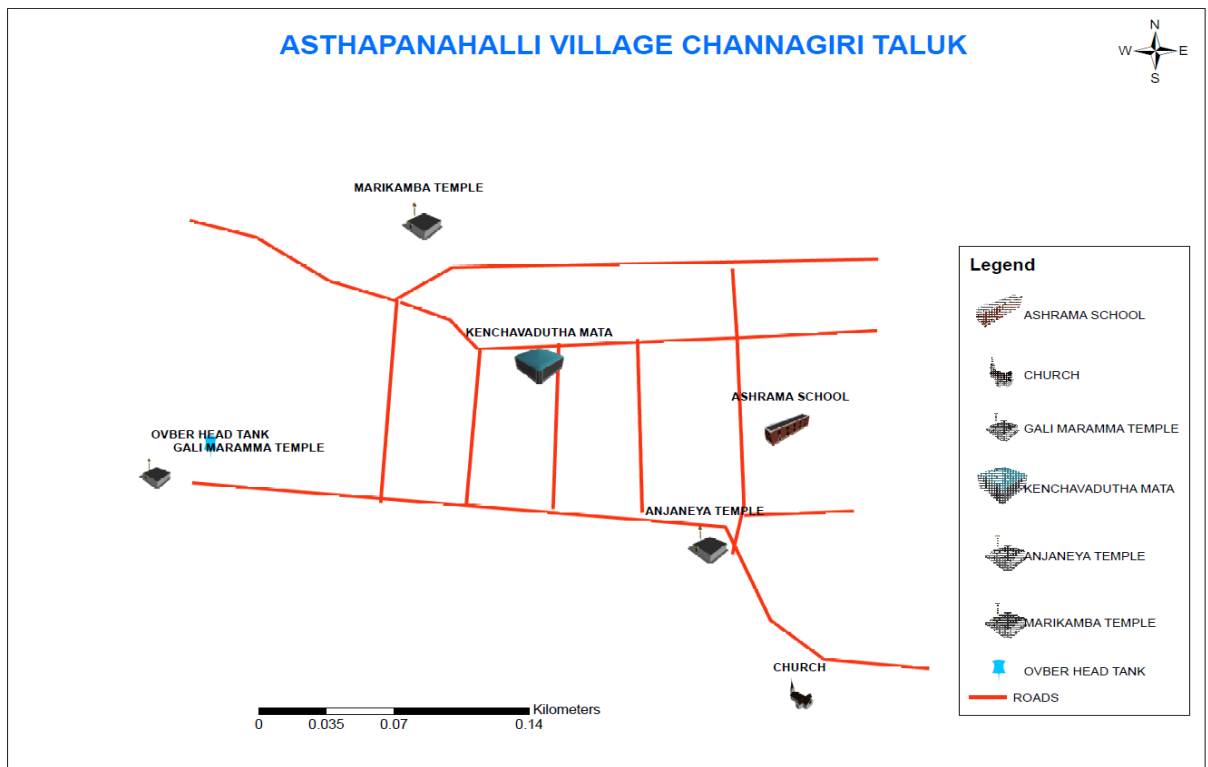 ASTHAPANAHALLI VILLAGE CHANNAGIRI TALUK
N
W E
S
MARIKAMBA TEMPLE
KENCHAVADUTHA MATA
ASHRAMA SCHOOL
OVBER HEAD TANK
GALI MARAMMA TEMPLE
ANJANEYA TEMPLE
CHURCH
Legend
ASHRAMA SCHOOL
CHURCH
GALI MARAMMA TEMPLE
KENCHAVADUTHA MATA
ANJANEYA TEMPLE
MARIKAMBA TEMPLE
OVBER HEAD TANK
ROADS
Kilometers
0 0.035 0.07 0.14